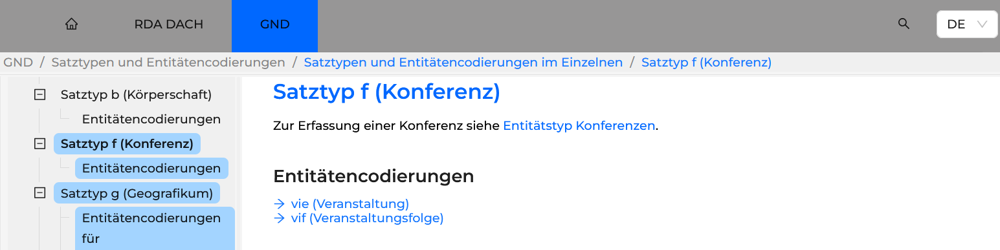 RDA DACH GND DE
GND / Satztypen und Entitätencodierungen / Satztypen und Entitätencodierungen im Einzelnen / Satztyp f (Konferenz)
Satztyp b (Körperschaft)
Entitätencodierungen
Satztyp f (Konferenz)
Entitätencodierungen
Satztyp g (Geografikum)
Entitätencodierungen
für
Satztyp f (Konferenz)
Zur Erfassung einer Konferenz siehe Entitätstyp Konferenzen.
Entitätencodierungen
→ vie (Veranstaltung)
→ vif (Veranstaltungsfolge)